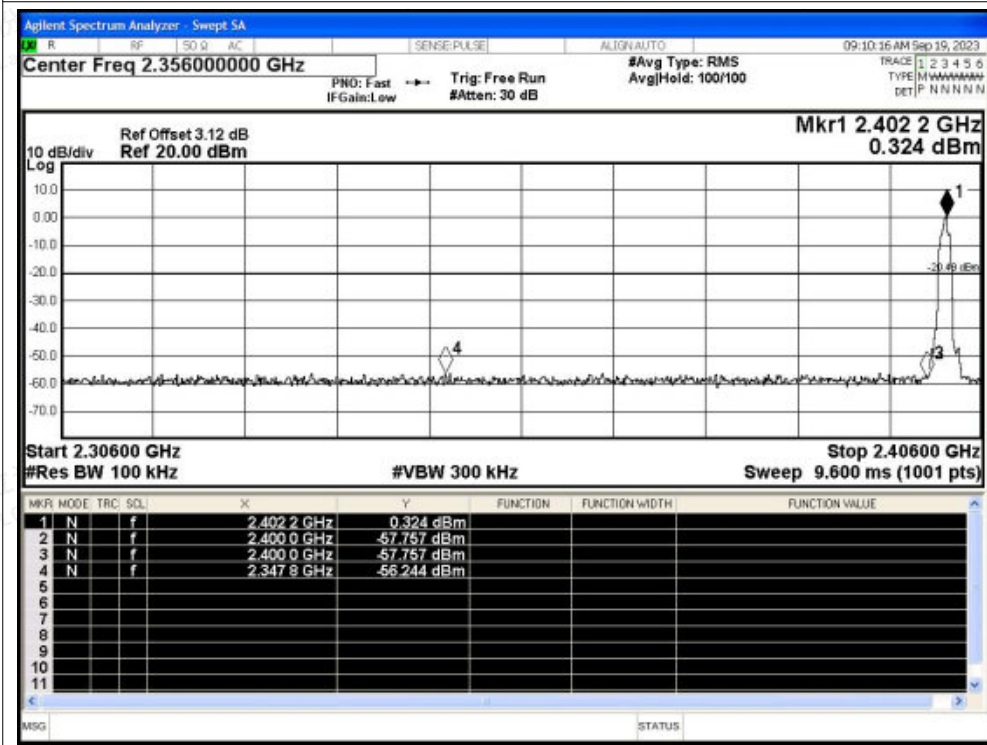 Agilent Spectrum Analyzer - Swept SA
LXI R RF 50 Ω AC SENSE:PULSE ALIGN AUTO 09:10:16 AM Sep 19, 2023
Center Freq 2.356000000 GHz #Avg Type: RMS TRACE 1 2 3 4 5 6
PNO: Fast Trig: Free Run Avg|Hold: 100/100 TYPE M
IFGain:Low #Atten: 30 dB DET P N N N N N
Mkr1 2.402 2 GHz
Ref Offset 3.12 dB
10 dB/div Ref 20.00 dBm 0.324 dBm
Log
10.0
1
0.00
-10.0
-20.0 -20.49 dBm
-30.0
-40.0
-50.0 4 3
-60.0
-70.0
Start 2.30600 GHz Stop 2.40600 GHz
#Res BW 100 kHz #VBW 300 kHz Sweep 9.600 ms (1001 pts)
MKR MODE TRC SCL X Y FUNCTION FUNCTION WIDTH FUNCTION VALUE
1 N f 2.402 2 GHz 0.324 dBm
2 N f 2.400 0 GHz -57.757 dBm
3 N f 2.400 0 GHz -57.757 dBm
4 N f 2.347 8 GHz -56.244 dBm
5
6
7
8
9
10
11
MSG STATUS